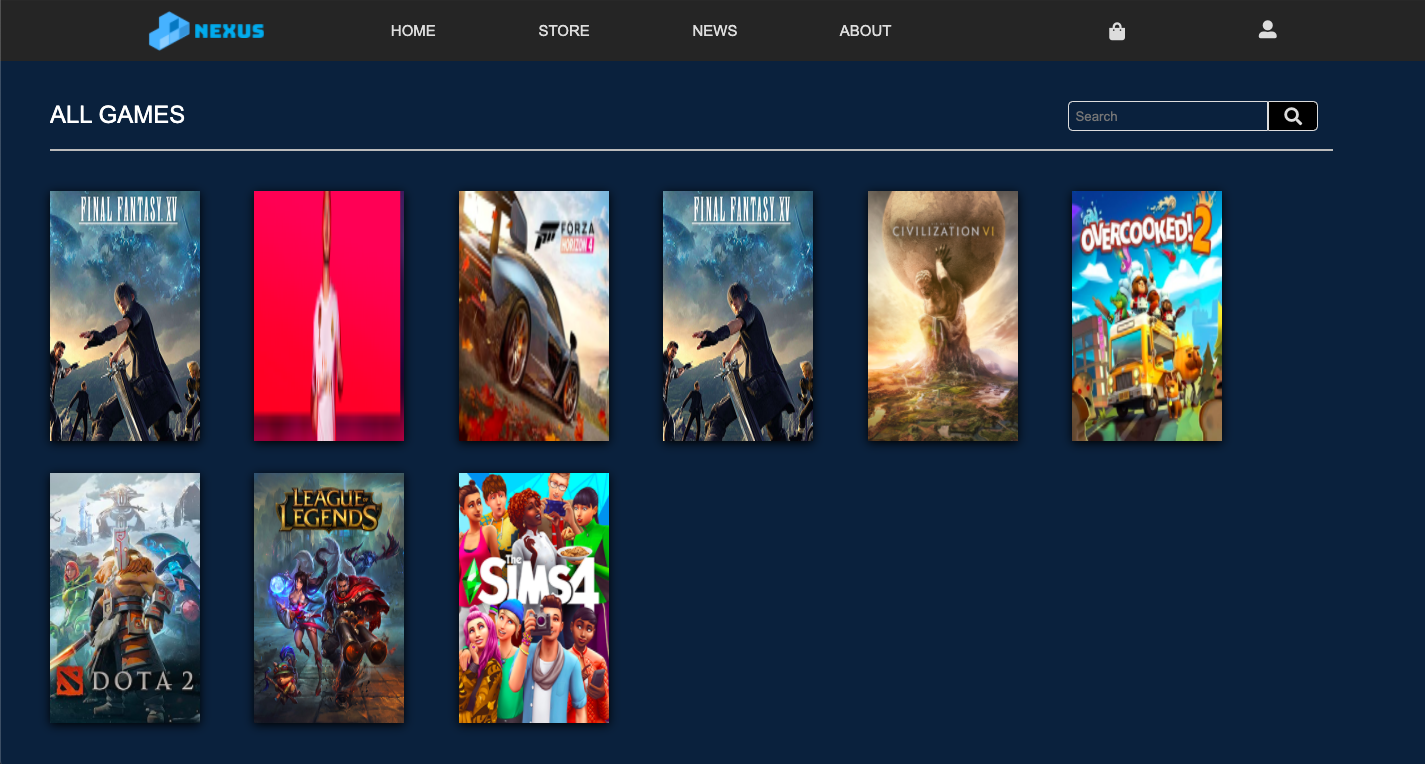 NEXUS
HOME
STORE
NEWS
ABOUT
ALL GAMES
Search
FINAL FANTASY XV
FORZA
HORIZON 4
FINAL FANTASY XV
CIVILIZATION VI
OVERCOOKED! 2
DOTA 2
LEAGUE OF
LEGENDS
The
SIMS 4